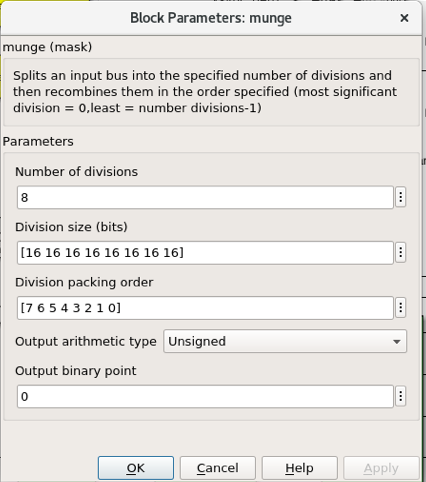 Block Parameters: munge
munge (mask)
Splits an input bus into the specified number of divisions and
then recombines them in the order specified (most significant
division = 0,least = number divisions-1)
Parameters
Number of divisions
8
Division size (bits)
[16 16 16 16 16 16 16 16]
Division packing order
[7 6 5 4 3 2 1 0]
Output arithmetic type Unsigned
Output binary point
0
OK Cancel Help Apply